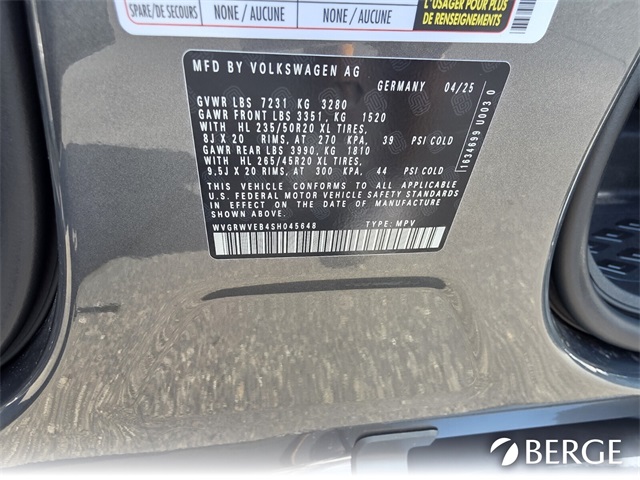 SPARE/DE SECOURS NONE / AUCUNE NONE / AUCUNE
L'USAGER POUR PLUS
DE RENSEIGNEMENTS
MFD BY VOLKSWAGEN AG
GERMANY 04/25
GVWR LBS 7231 KG 3280
GAWR FRONT LBS 3351, KG 1520
WITH HL 235/50R20 XL TIRES,
8J X 20 RIMS, AT 270 KPA, 39 PSI COLD
GAWR REAR LBS 3990, KG 1810
WITH HL 265/45R20 XL TIRES,
9.5J X 20 RIMS, AT 300 KPA, 44 PSI COLD
THIS VEHICLE CONFORMS TO ALL APPLICABLE
U.S. FEDERAL MOTOR VEHICLE SAFETY STANDARDS
IN EFFECT ON THE DATE OF MANUFACTURE
SHOWN ABOVE.
WVGRWVEB4SH045648 TYPE: MPV
1634699 U003 0
BERGE